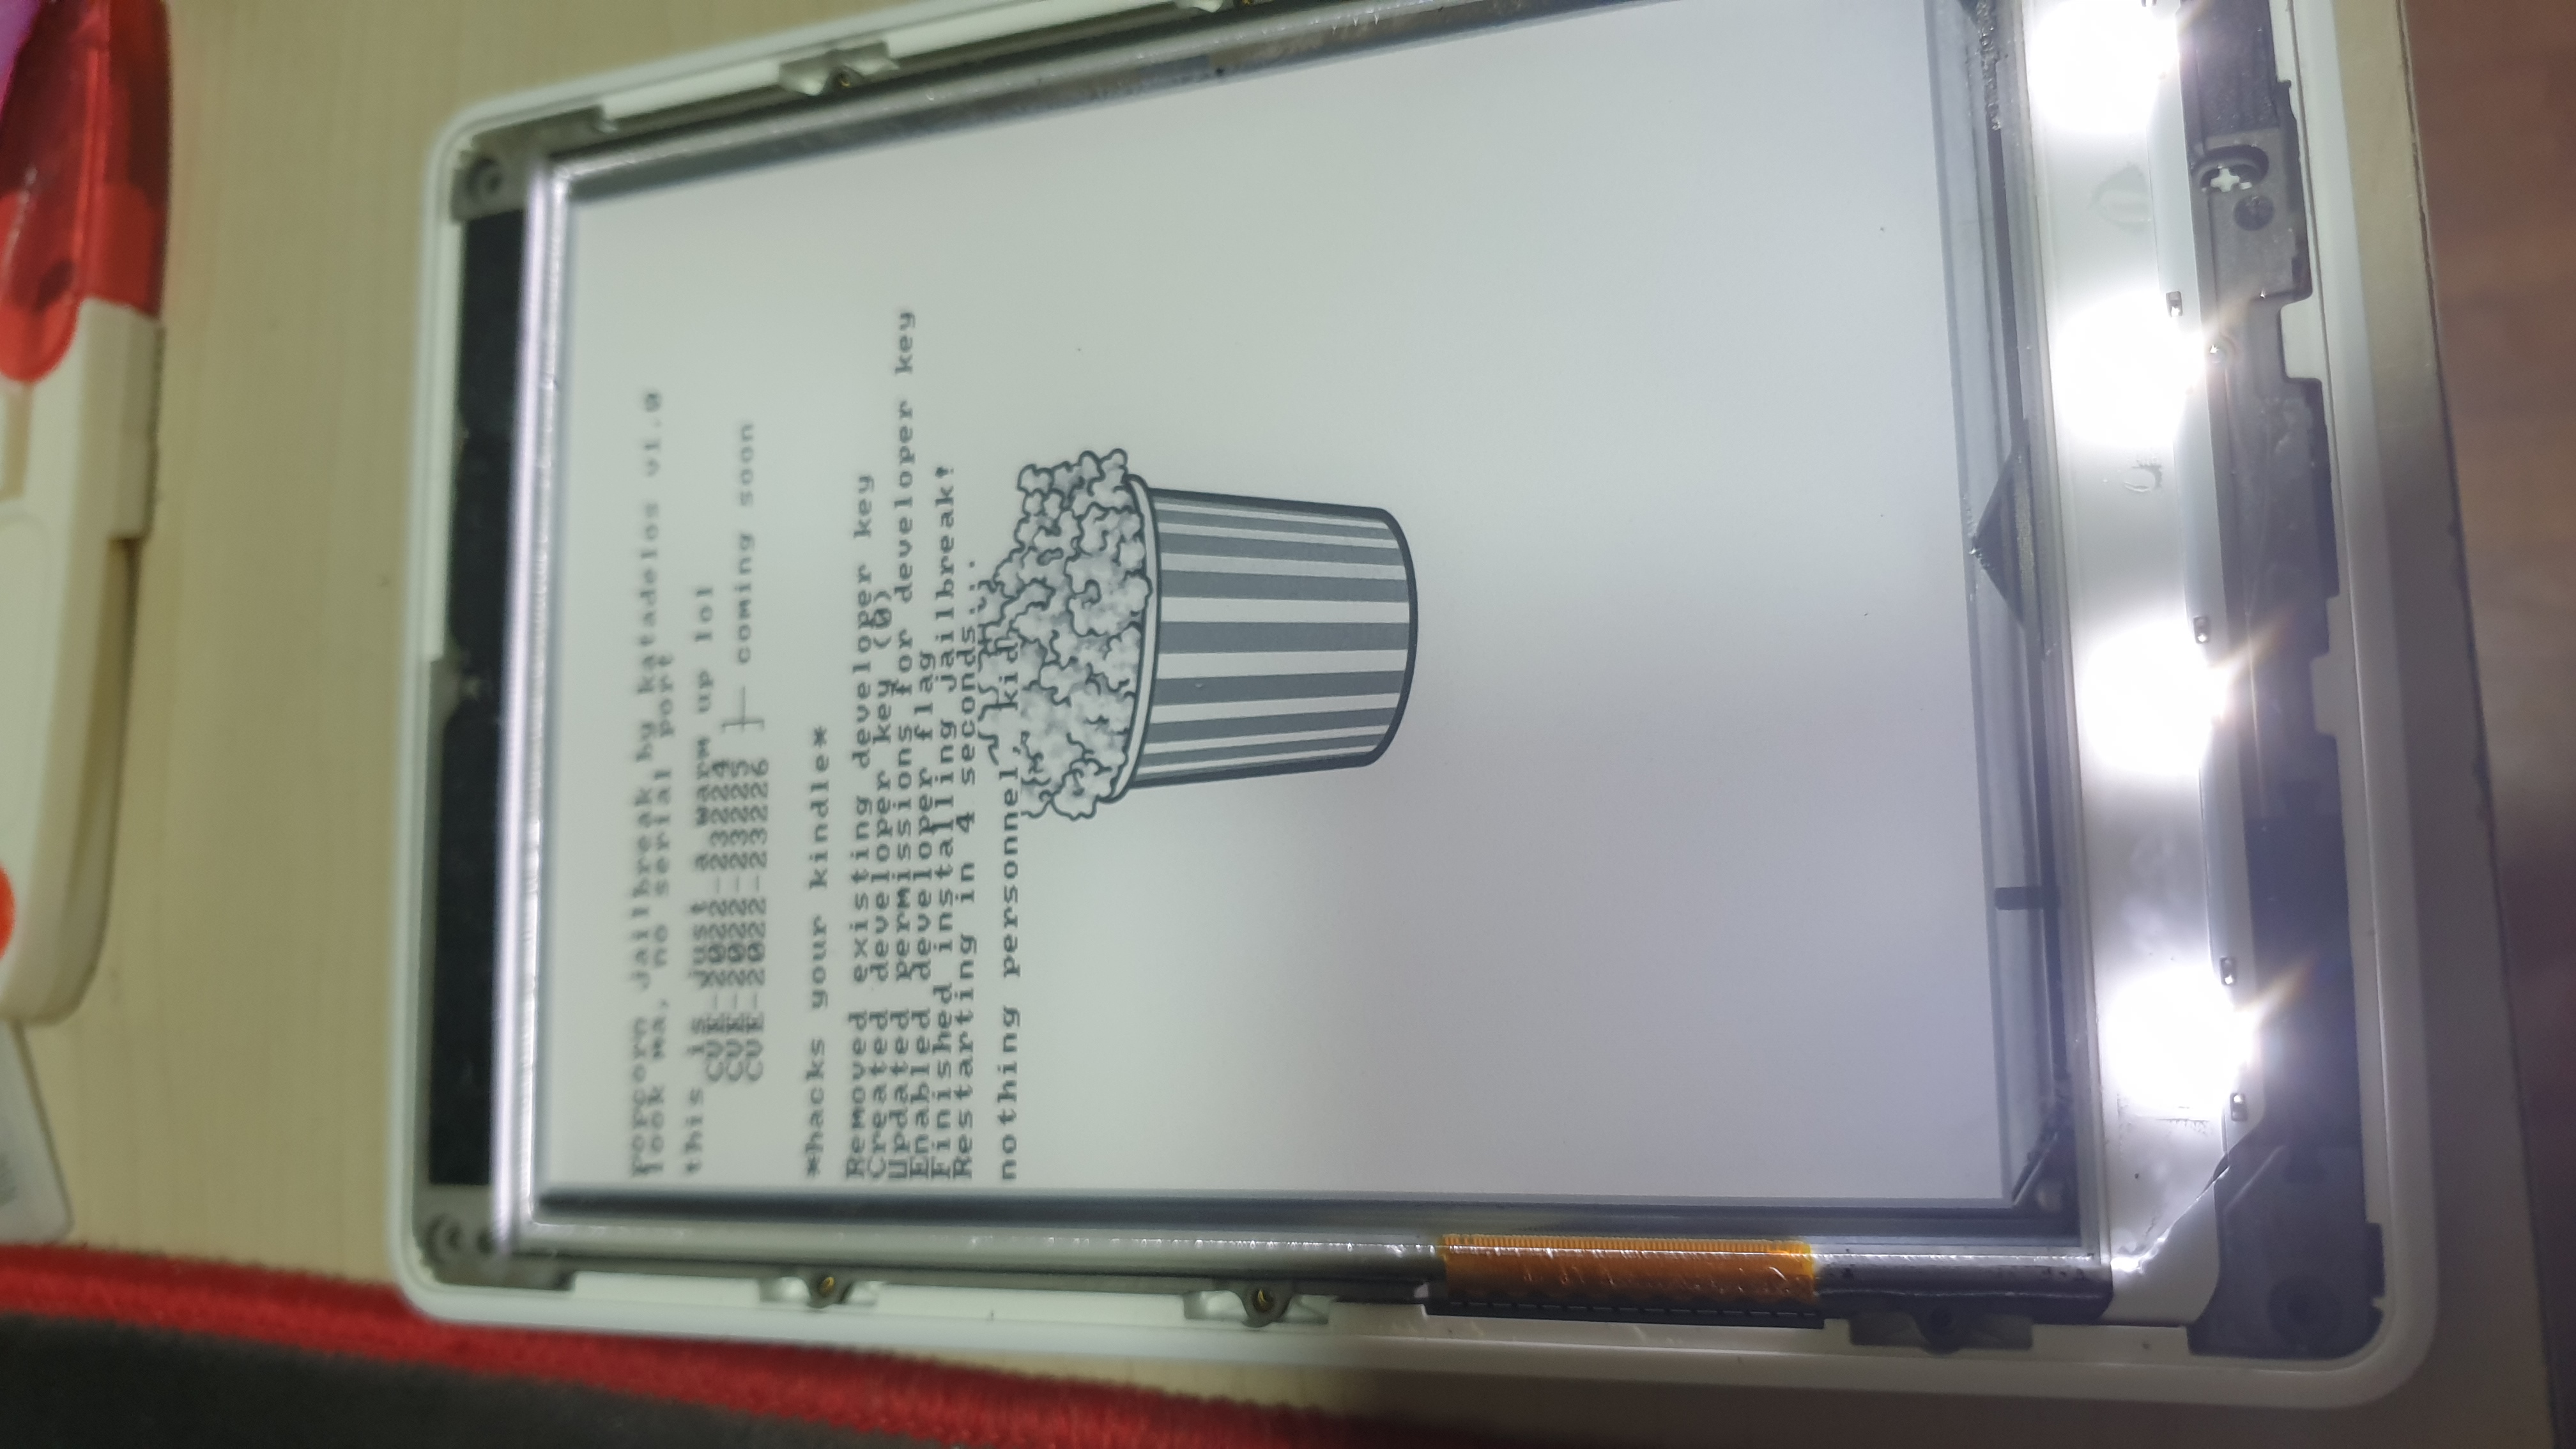 popcorn jailbreak by katadelos v1.0
look ma, no serial port
this is just a warm up lol
CVE-2022-23224
CVE-2022-23225
CVE-2022-23226
coming soon
*hacks your kindle*
Removed existing developer key
Created developer key (0)
Updated permissions for developer key
Enabled developer flag
Finished installing jailbreak!
Restarting in 4 seconds...
nothing personnel, kid